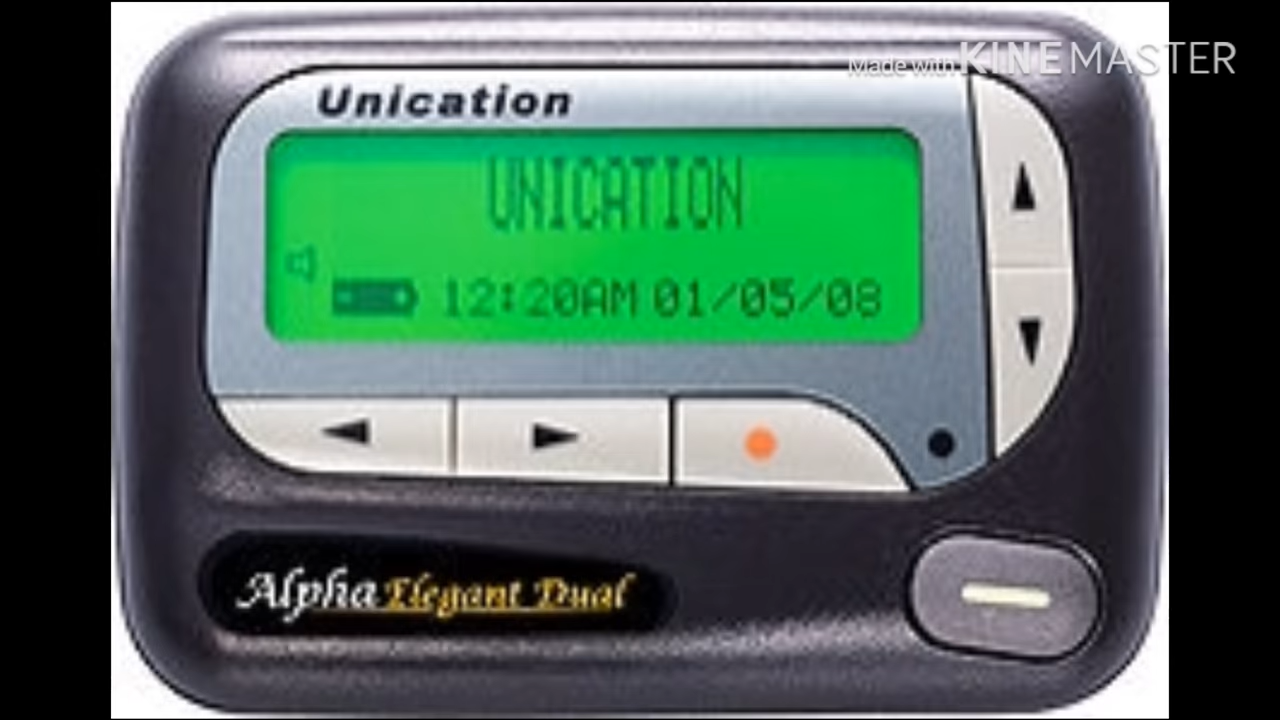 Made with KINEMASTER
Unication
UNICATION
12:20AM 01/05/08
Alpha Elegant Dual